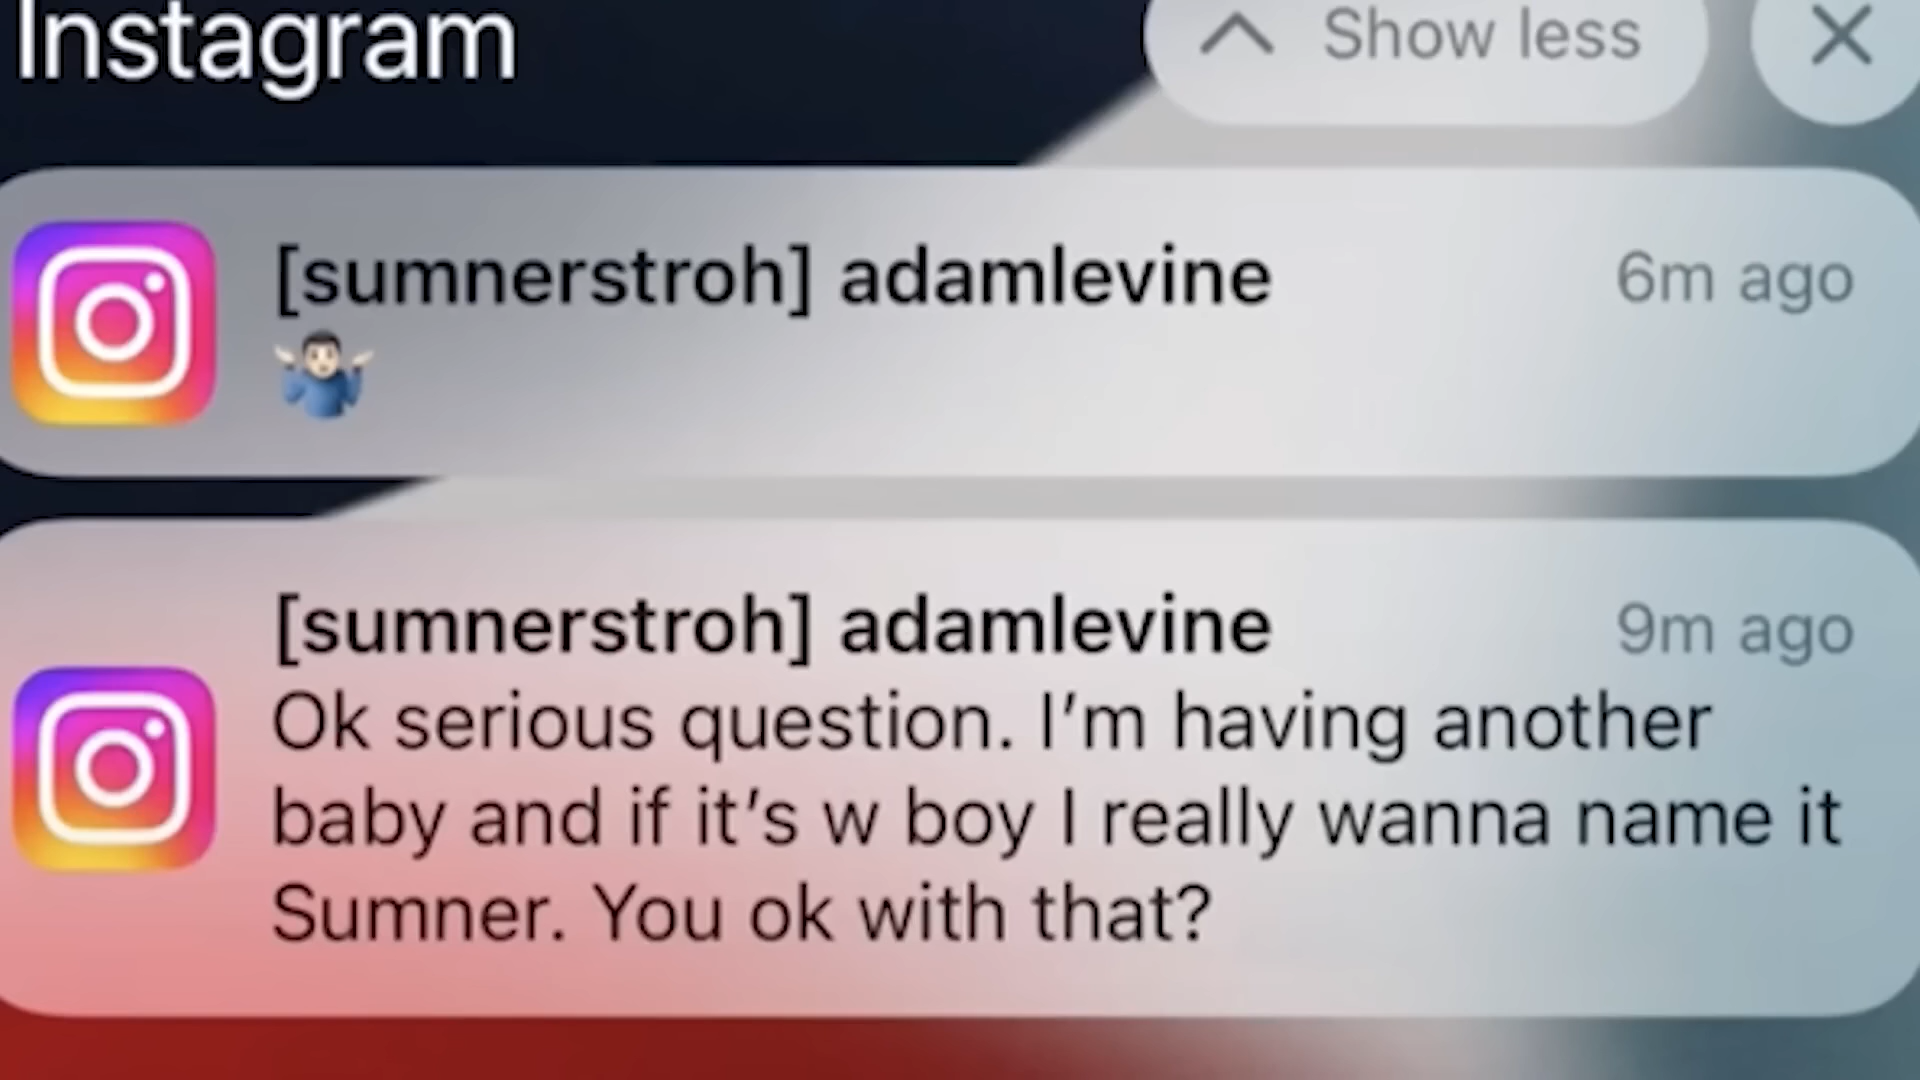 Instagram
Show less
[sumnerstroh] adamlevine
6m ago
🤷🏻‍♂️
[sumnerstroh] adamlevine
9m ago
Ok serious question. I’m having another
baby and if it’s w boy I really wanna name it
Sumner. You ok with that?